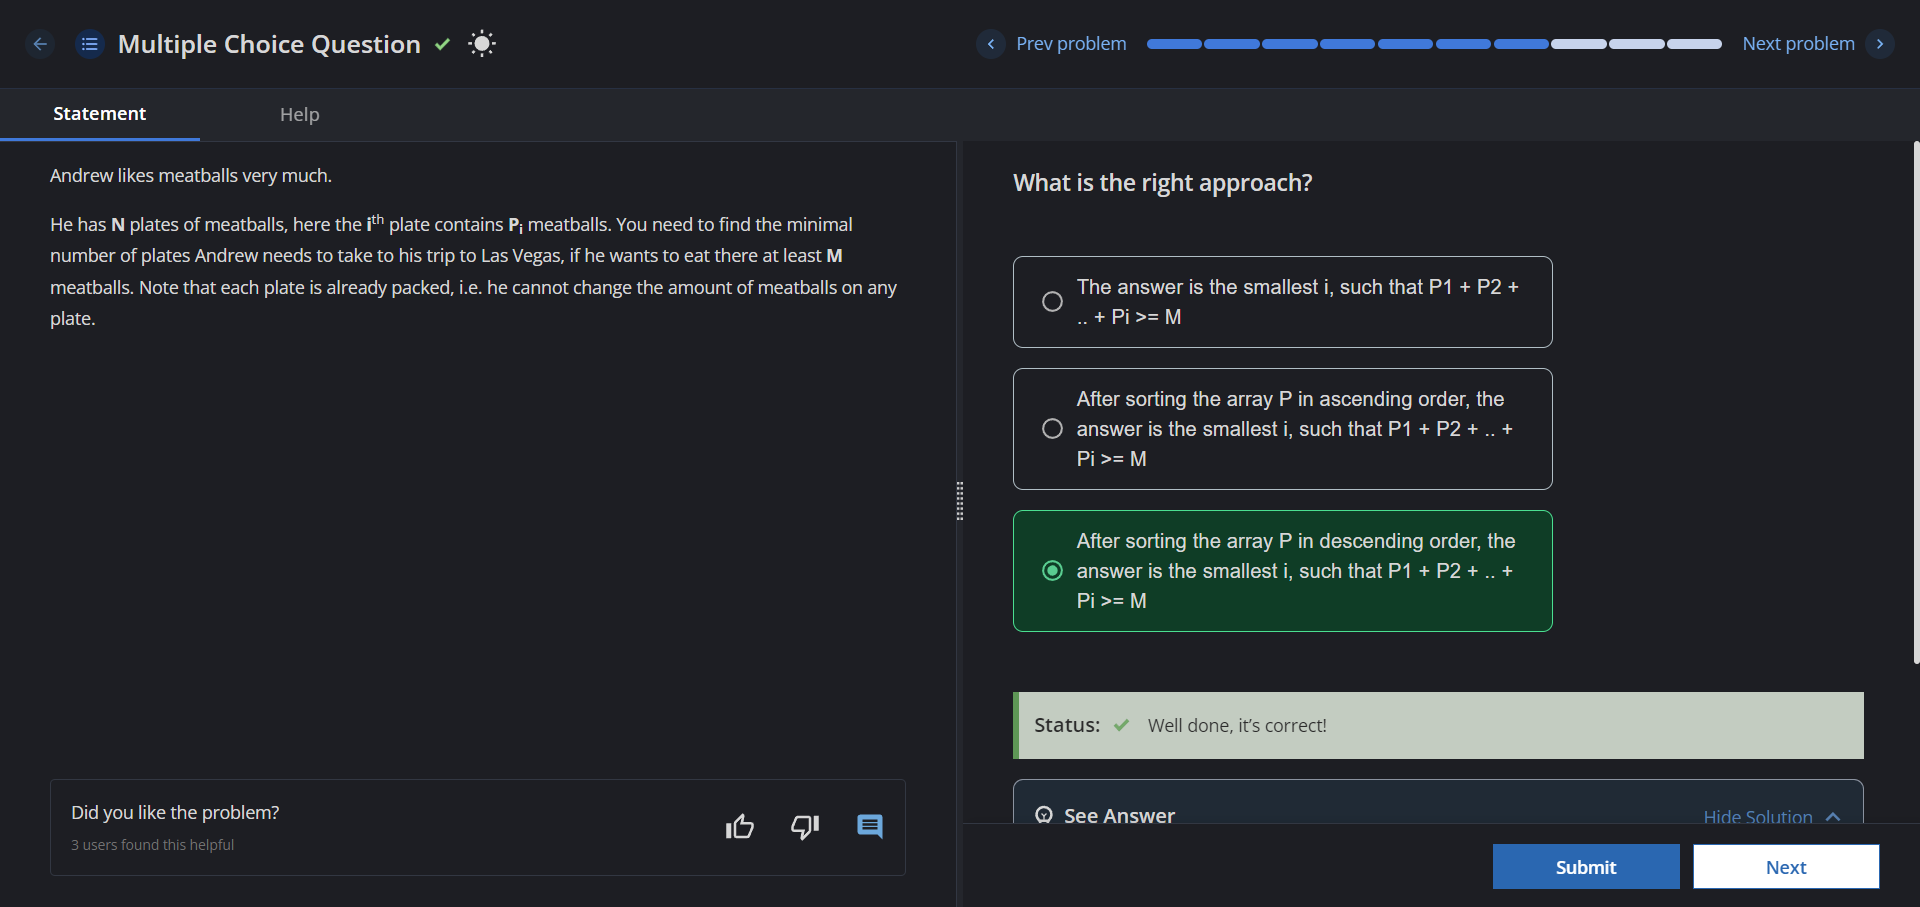 Multiple Choice Question
Prev problem
Next problem
Statement
Help
Andrew likes meatballs very much.
He has N plates of meatballs, here the ith plate contains Pi meatballs. You need to find the minimal
number of plates Andrew needs to take to his trip to Las Vegas, if he wants to eat there at least M
meatballs. Note that each plate is already packed, i.e. he cannot change the amount of meatballs on any
plate.
Did you like the problem?
3 users found this helpful
What is the right approach?
The answer is the smallest i, such that P1 + P2 +
.. + Pi >= M
After sorting the array P in ascending order, the
answer is the smallest i, such that P1 + P2 + .. +
Pi >= M
After sorting the array P in descending order, the
answer is the smallest i, such that P1 + P2 + .. +
Pi >= M
Status: Well done, it's correct!
See Answer
Hide Solution
Submit
Next